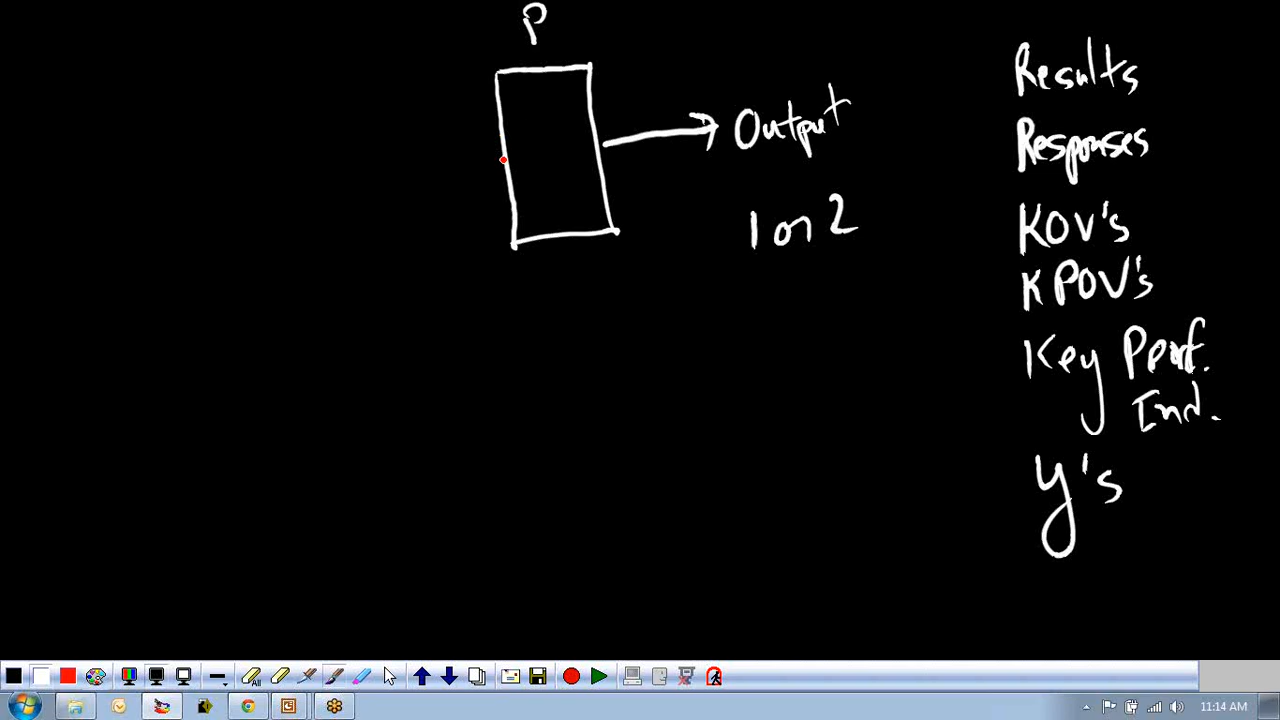 P
Output
1 or 2
Results
Responses
KOV's
KPOV's
Key Perf.
Ind.
y's
11:14 AM